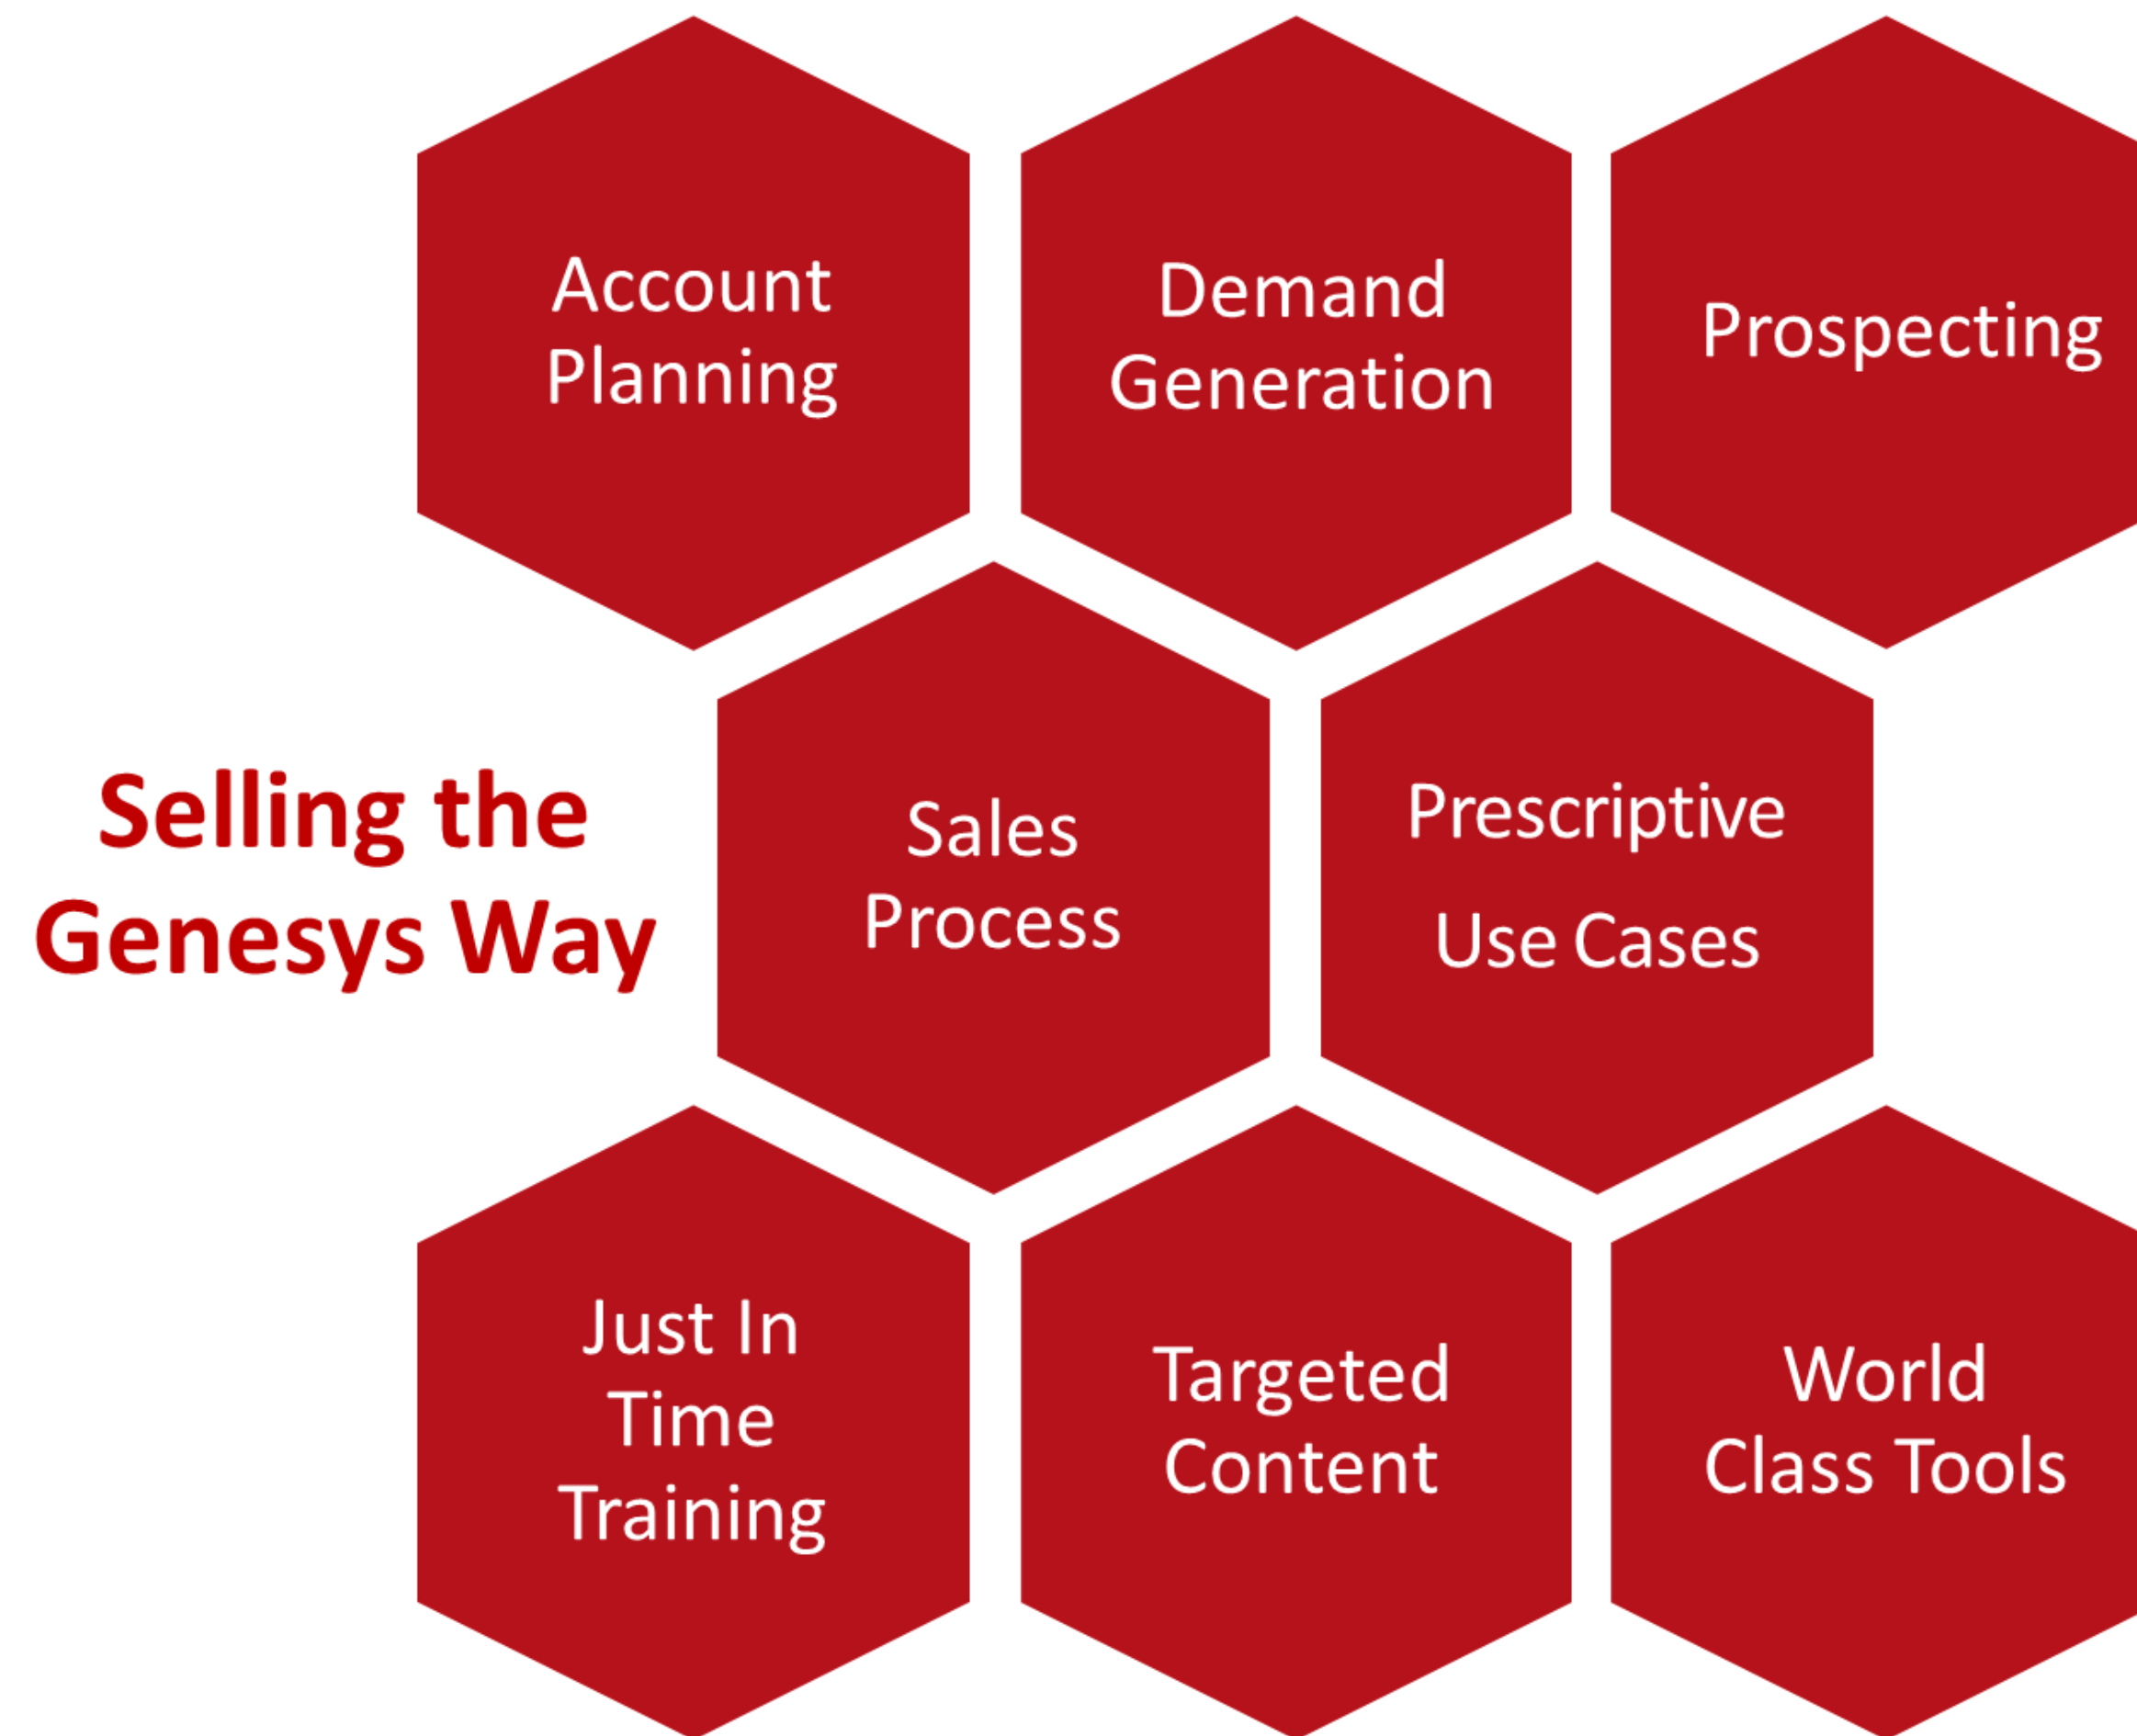 Account
Planning
Demand
Generation
Prospecting
Selling the
Genesys Way
Sales
Process
Prescriptive
Use Cases
Just In
Time
Training
Targeted
Content
World
Class Tools